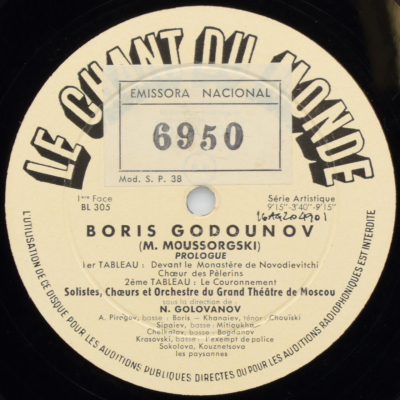 LE CHANT DU MONDE
EMISSORA NACIONAL
6950
Mod. S. P. 38
1ère Face
BL 305
Série Artistique
9'15"-3'40"-9'15"
BORIS GODOUNOV
(M. MOUSSORGSKI)
PROLOGUE
1er TABLEAU : Devant le Monastère de Novodievitchi
Chœur des Pèlerins
2ème TABLEAU : Le Couronnement
Solistes, Chœurs et Orchestre du Grand Théâtre de Moscou
sous la direction de
N. GOLOVANOV
A. Pirogov, basse : Boris - Khanaiev, ténor : Chouiski
Sipaiev, basse : Mitioukhn
Chelkatov, basse : Bogdanov
Krasovski, basse : l'exempt de police
Sokolova, Kouznetsova
les paysannes
L'UTILISATION DE CE DISQUE POUR LES AUDITIONS PUBLIQUES DIRECTES OU POUR LES AUDITIONS RADIOPHONIQUES EST INTERDITE